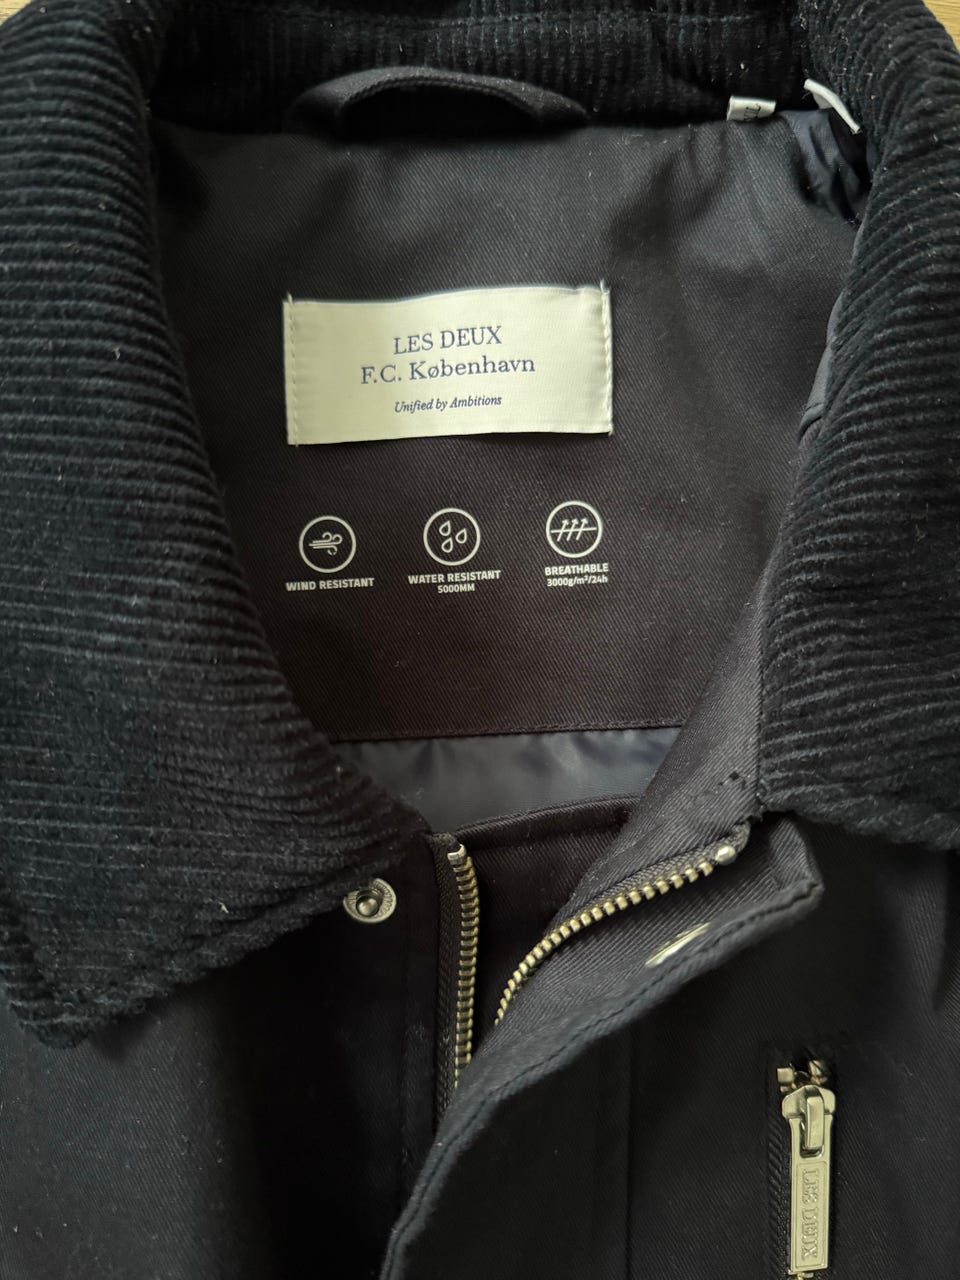 LES DEUX
F.C. København
Unified by Ambitions
WIND RESISTANT
WATER RESISTANT
5000MM
BREATHABLE
3000g/m²/24h
LES DEUX